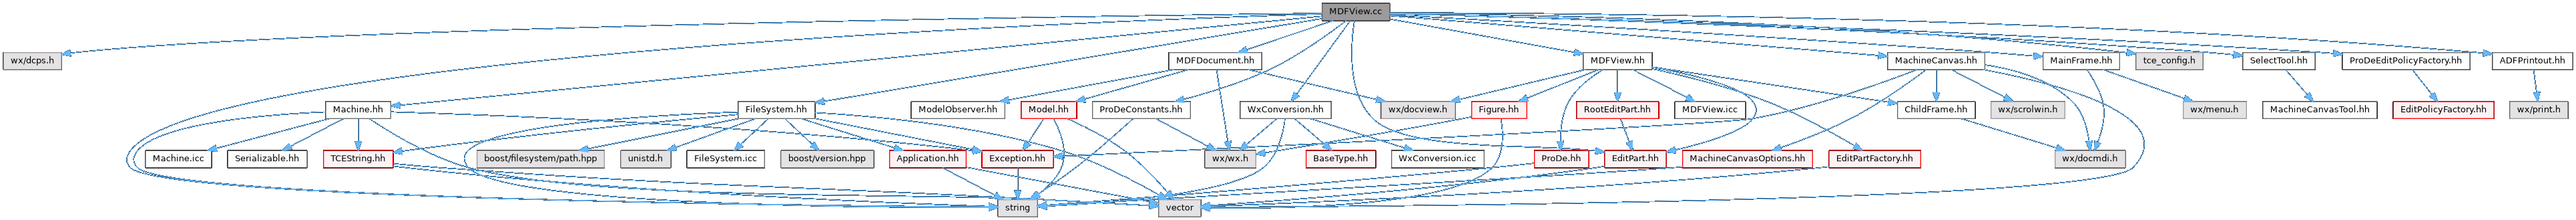 MDFView.cc
wx/dcps.h
MDFDocument.hh
MDFView.hh
MachineCanvas.hh
MainFrame.hh
tce_config.h
SelectTool.hh
ProDeEditPolicyFactory.hh
ADFPrintout.hh
Machine.hh
FileSystem.hh
ModelObserver.hh
Model.hh
ProDeConstants.hh
WxConversion.hh
wx/docview.h
Figure.hh
RootEditPart.hh
MDFView.icc
ChildFrame.hh
wx/scrolwin.h
wx/menu.h
MachineCanvasTool.hh
EditPolicyFactory.hh
wx/print.h
Machine.icc
Serializable.hh
TCEString.hh
boost/filesystem/path.hpp
unistd.h
FileSystem.icc
boost/version.hpp
Application.hh
Exception.hh
wx/wx.h
BaseType.hh
WxConversion.icc
ProDe.hh
EditPart.hh
MachineCanvasOptions.hh
EditPartFactory.hh
wx/docmdi.h
string
vector